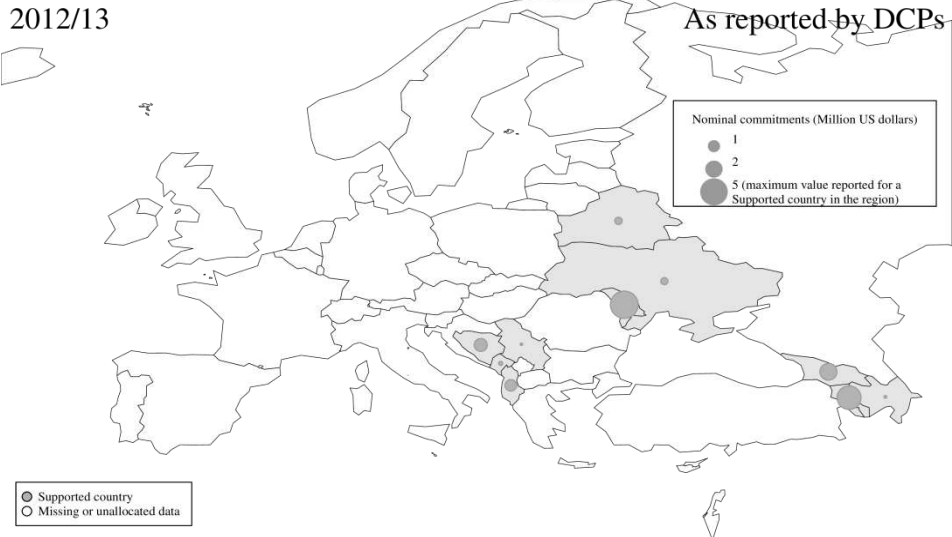 2012/13
As reported by DCPs
Nominal commitments (Million US dollars)
1
2
5 (maximum value reported for a
Supported country in the region)
Supported country
Missing or unallocated data